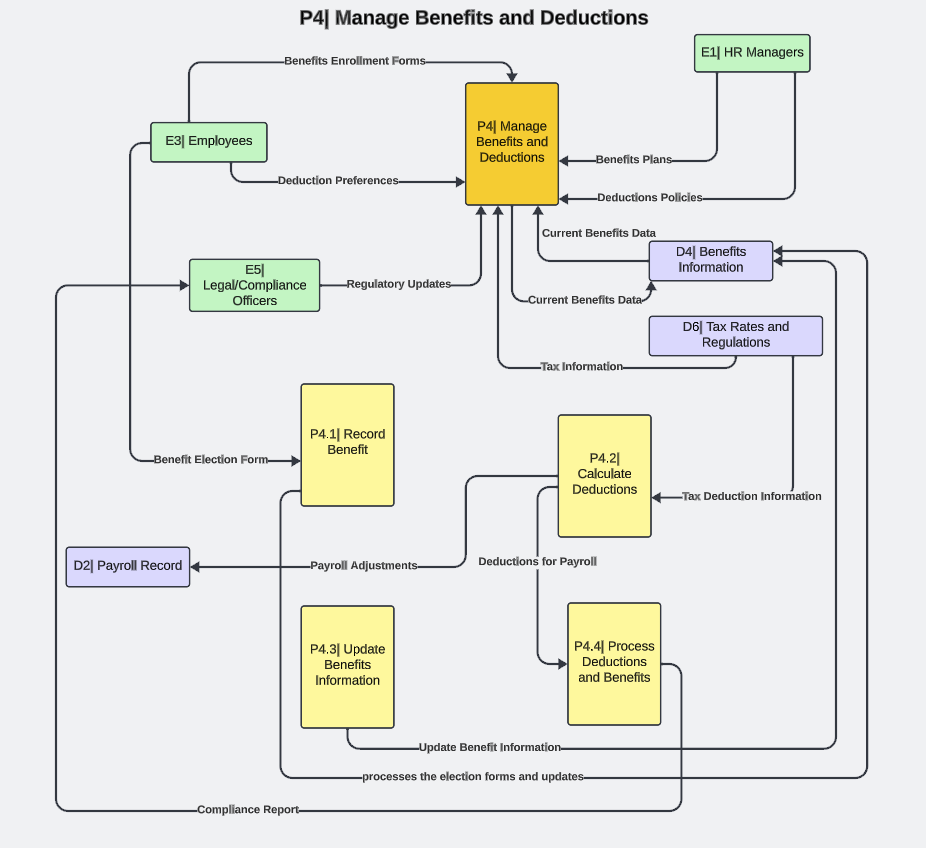 P4| Manage Benefits and Deductions
Benefits Enrollment Forms
E1| HR Managers
E3| Employees
P4| Manage
Benefits and
Deductions
Benefits Plans
Deduction Preferences
Deductions Policies
Current Benefits Data
D4| Benefits
Information
E5|
Legal/Compliance
Officers
Regulatory Updates
Current Benefits Data
D6| Tax Rates and
Regulations
Tax Information
P4.1| Record
Benefit
Benefit Election Form
P4.2|
Calculate
Deductions
Tax Deduction Information
D2| Payroll Record
Payroll Adjustments
Deductions for Payroll
P4.3| Update
Benefits
Information
P4.4| Process
Deductions
and Benefits
Update Benefit Information
processes the election forms and updates
Compliance Report